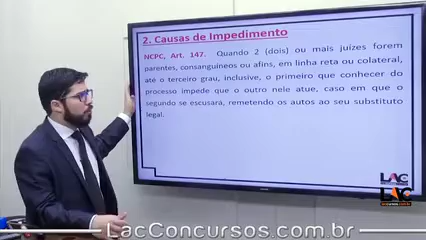 2. Causas de Impedimento
NCPC, Art, 147. Quando 2 (dois) ou mais juízes forem
parentes, consanguíneos ou afins, em linha reta ou colateral,
até o terceiro grau, inclusive, o primeiro que conhecer do
processo impede que o outro nele atue, caso em que o
segundo se escusará, remetendo os autos ao seu substituto
legal.
LAC
LAC
LacConcursos.com.br